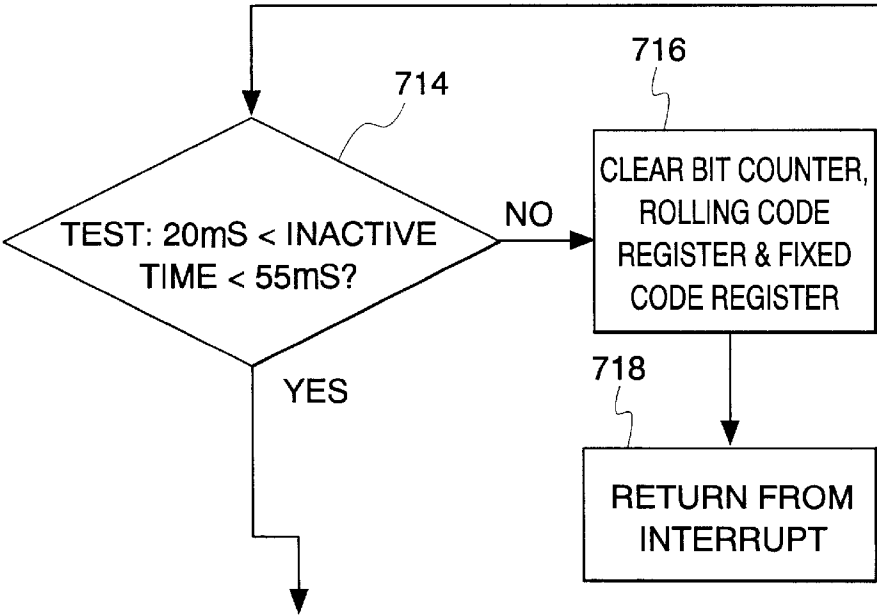 714
TEST: 20mS < INACTIVE
TIME < 55mS?
NO
YES
716
CLEAR BIT COUNTER,
ROLLING CODE
REGISTER & FIXED
CODE REGISTER
718
RETURN FROM
INTERRUPT